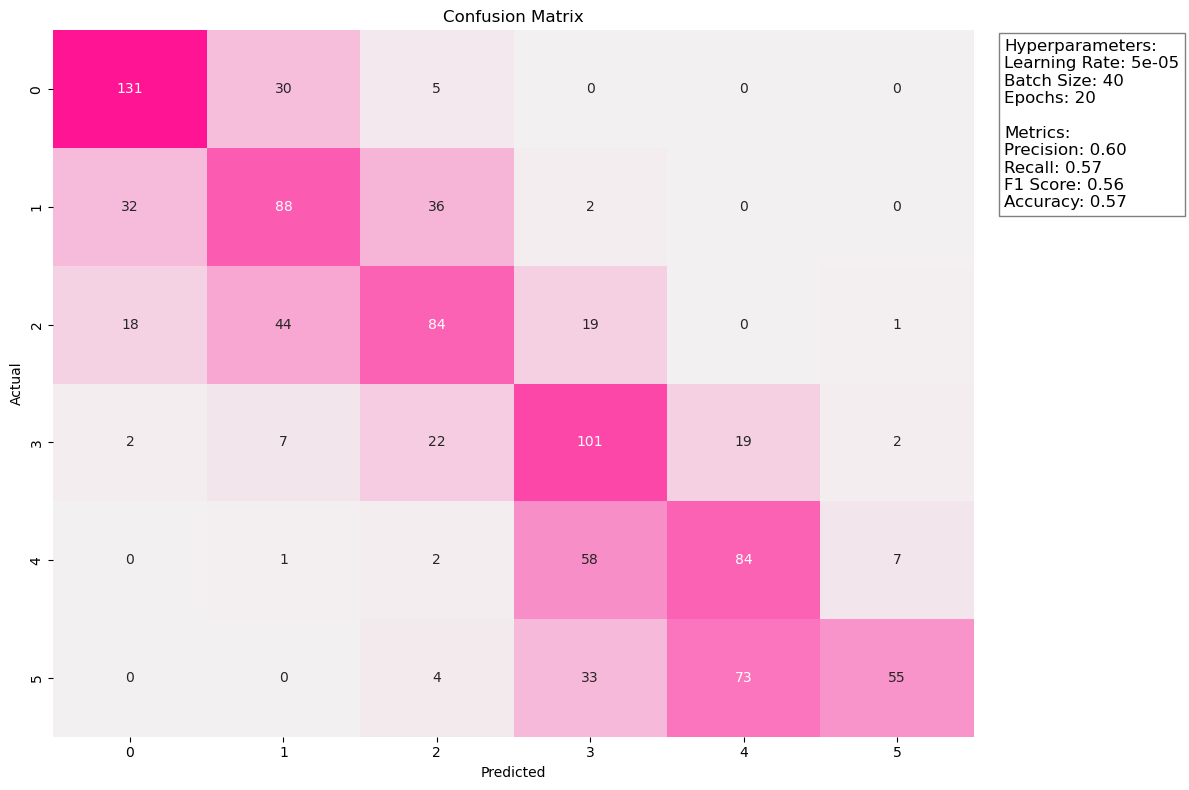 Confusion Matrix
Hyperparameters:
Learning Rate: 5e-05
Batch Size: 40
Epochs: 20
Metrics:
Precision: 0.60
Recall: 0.57
F1 Score: 0.56
Accuracy: 0.57
Actual
0 131 30 5 0 0 0
1 32 88 36 2 0 0
2 18 44 84 19 0 1
3 2 7 22 101 19 2
4 0 1 2 58 84 7
5 0 0 4 33 73 55
0 1 2 3 4 5
Predicted